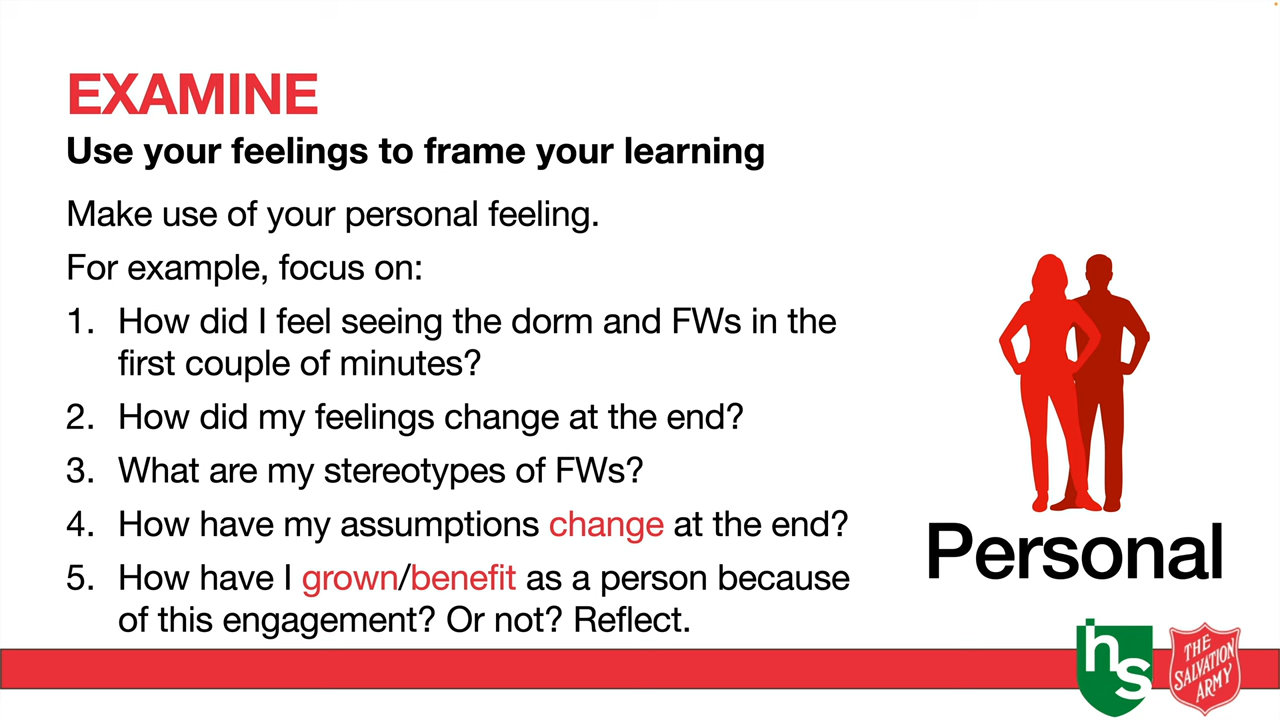 EXAMINE
Use your feelings to frame your learning
Make use of your personal feeling.
For example, focus on:
1. How did I feel seeing the dorm and FWs in the
first couple of minutes?
2. How did my feelings change at the end?
3. What are my stereotypes of FWs?
4. How have my assumptions change at the end?
5. How have I grown/benefit as a person because
of this engagement? Or not? Reflect.
Personal
hs
THE
SALVATION
ARMY